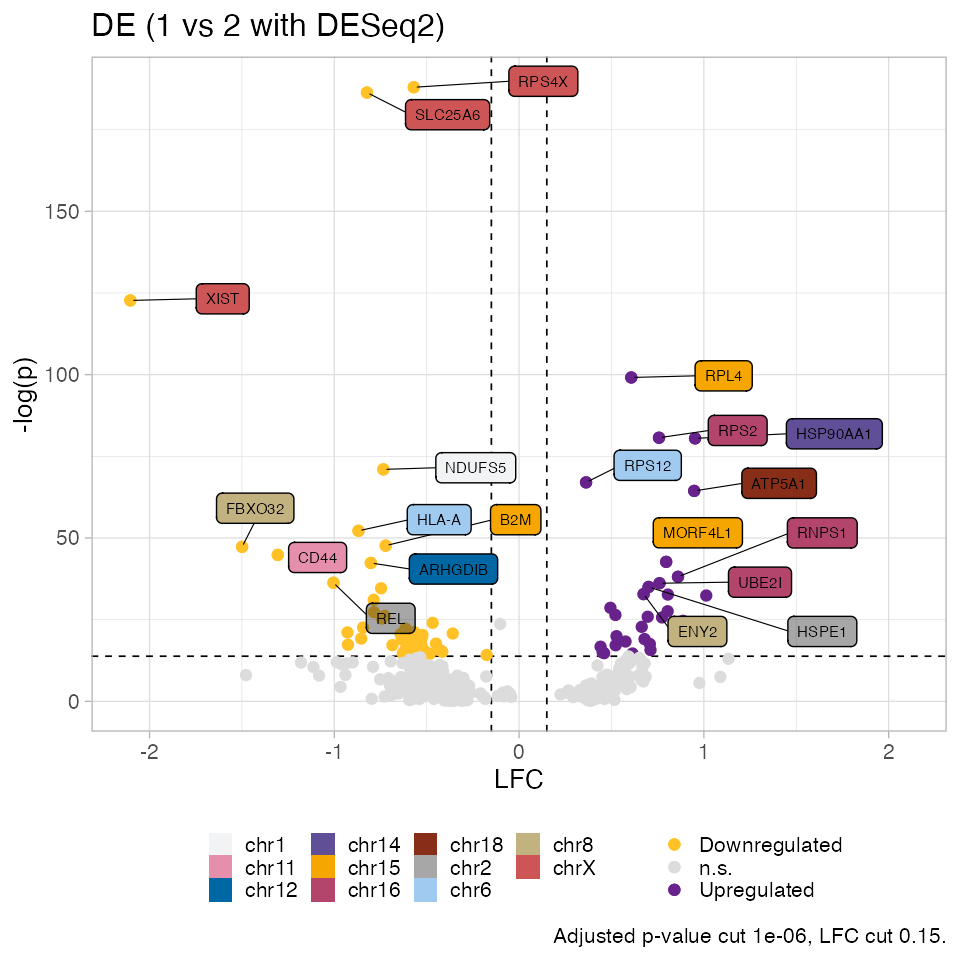 DE (1 vs 2 with DESeq2)
RPS4X
SLC25A6
150
XIST
100
RPL4
RPS2
HSP90AA1
NDUFS5
RPS12
ATP5A1
FBXO32
HLA-A
B2M
MORF4L1
RNPS1
50
CD44
ARHGDIB
UBE2I
REL
ENY2
HSPE1
0
-log(p)
-2
-1
0
1
2
LFC
chr1
chr14
chr18
chr8
Downregulated
chr11
chr15
chr2
chrX
n.s.
chr12
chr16
chr6
Upregulated
Adjusted p-value cut 1e-06, LFC cut 0.15.